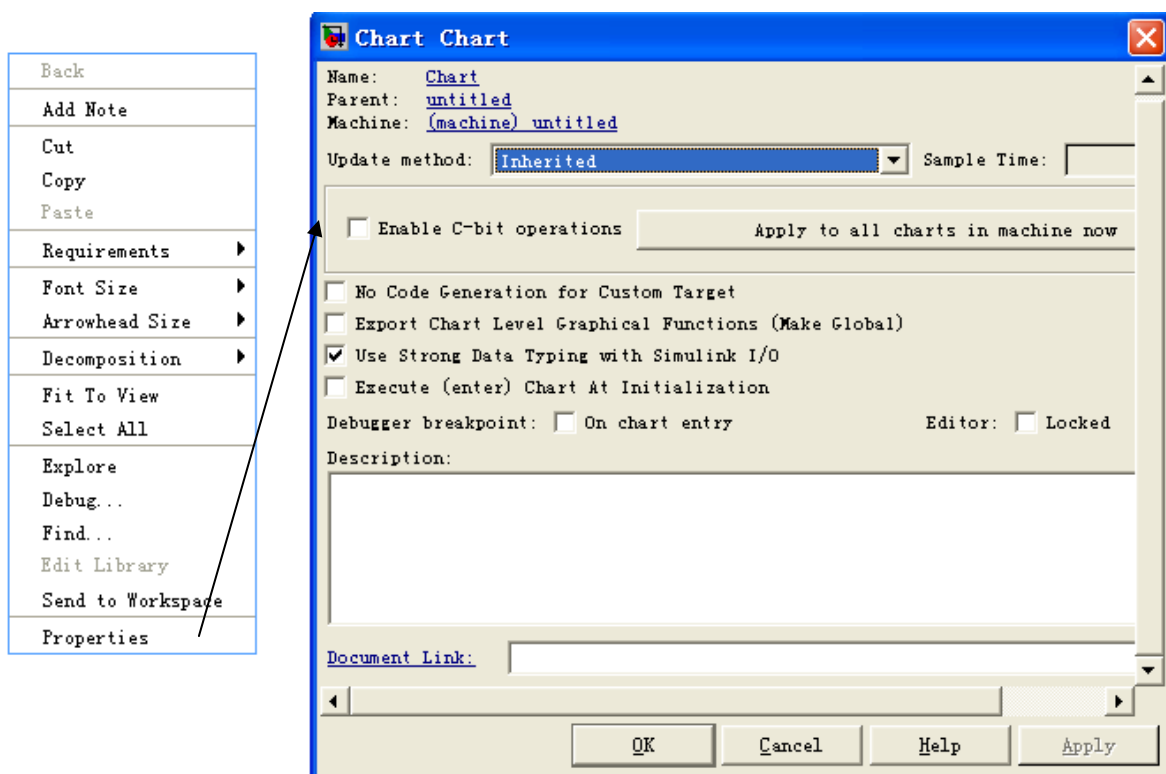 Back
Add Note
Cut
Copy
Paste
Requirements
Font Size
Arrowhead Size
Decomposition
Fit To View
Select All
Explore
Debug...
Find...
Edit Library
Send to Workspace
Properties
Chart Chart
Name: Chart
Parent: untitled
Machine: (machine) untitled
Update method: Inherited Sample Time:
Enable C-bit operations Apply to all charts in machine now
No Code Generation for Custom Target
Export Chart Level Graphical Functions (Make Global)
Use Strong Data Typing with Simulink I/O
Execute (enter) Chart At Initialization
Debugger breakpoint: On chart entry Editor: Locked
Description:
Document Link:
OK Cancel Help Apply